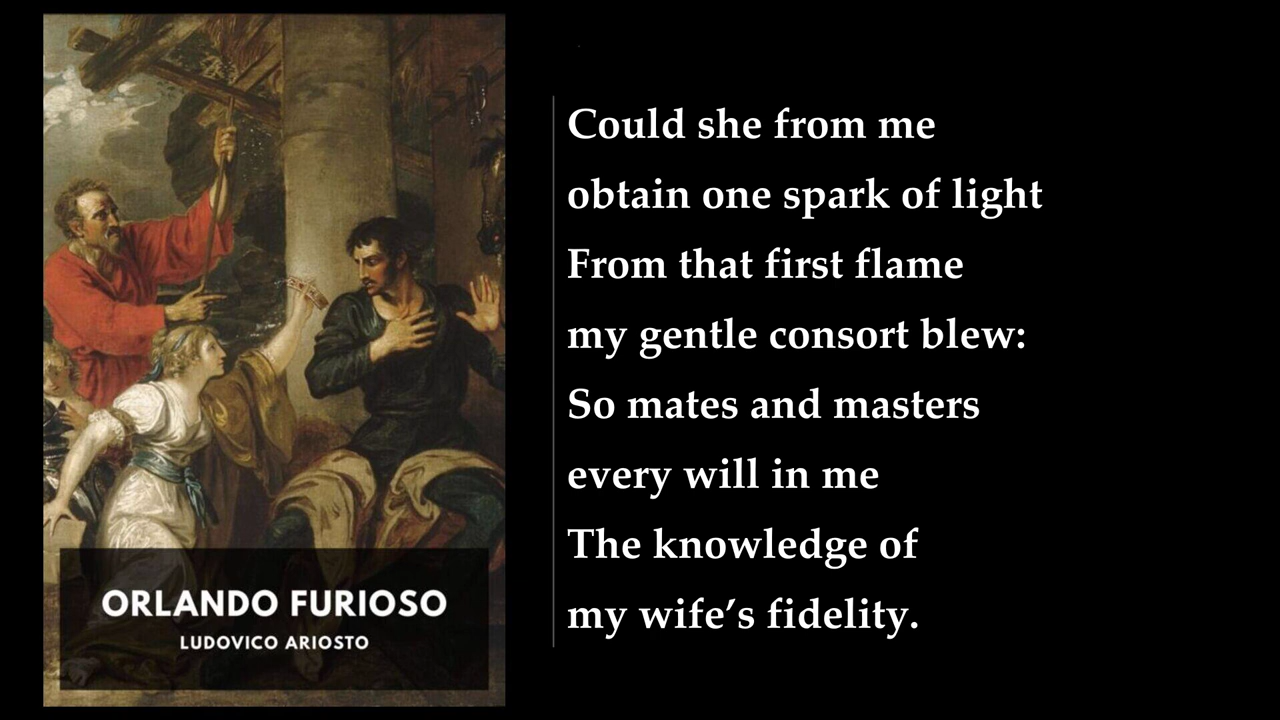 ORLANDO FURIOSO
LUDOVICO ARIOSTO
Could she from me
obtain one spark of light
From that first flame
my gentle consort blew:
So mates and masters
every will in me
The knowledge of
my wife’s fidelity.